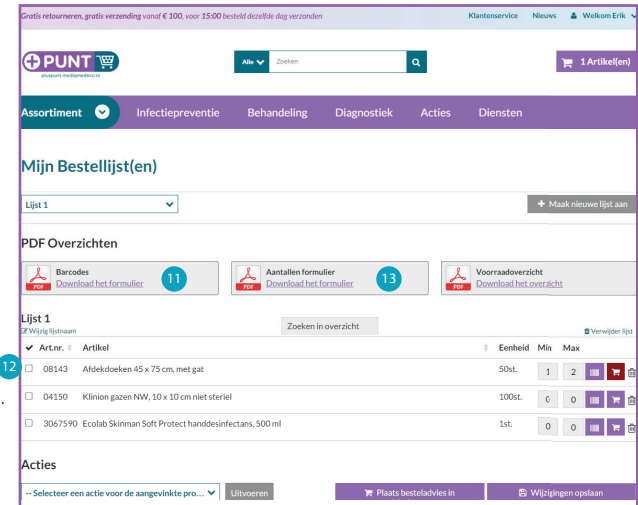 Gratis retourneren, gratis verzending vanaf € 100, voor 15:00 besteld dezelfde dag verzonden
Klantenservice Nieuws Welkom Erik
PUNT
pluspunt.medsmedeco.nl
Alle Zoeken
1 Artikel(en)
Assortiment Infectiepreventie Behandeling Diagnostiek Acties Diensten
Mijn Bestellijst(en)
Lijst 1
+ Maak nieuwe lijst aan
PDF Overzichten
PDF Barcodes Download het formulier 11
PDF Aantallen formulier Download het formulier 13
PDF Voorraadoverzicht Download het overzicht
Lijst 1
Wijzig lijstnaam
Zoeken in overzicht
Verwijder lijst
Art.nr. Artikel Eenheid Min Max
12 08143 Afdekdoeken 45 x 75 cm, met gat 50st. 1 2
04150 Klinion gazen NW, 10 x 10 cm niet steriel 100st. 0 0
3067590 Ecolab Skinman Soft Protect handdesinfectans, 500 ml 1st. 0 0
Acties
-- Selecteer een actie voor de aangevinkte pro... Uitvoeren
Plaats besteladvies in
Wijzigingen opslaan